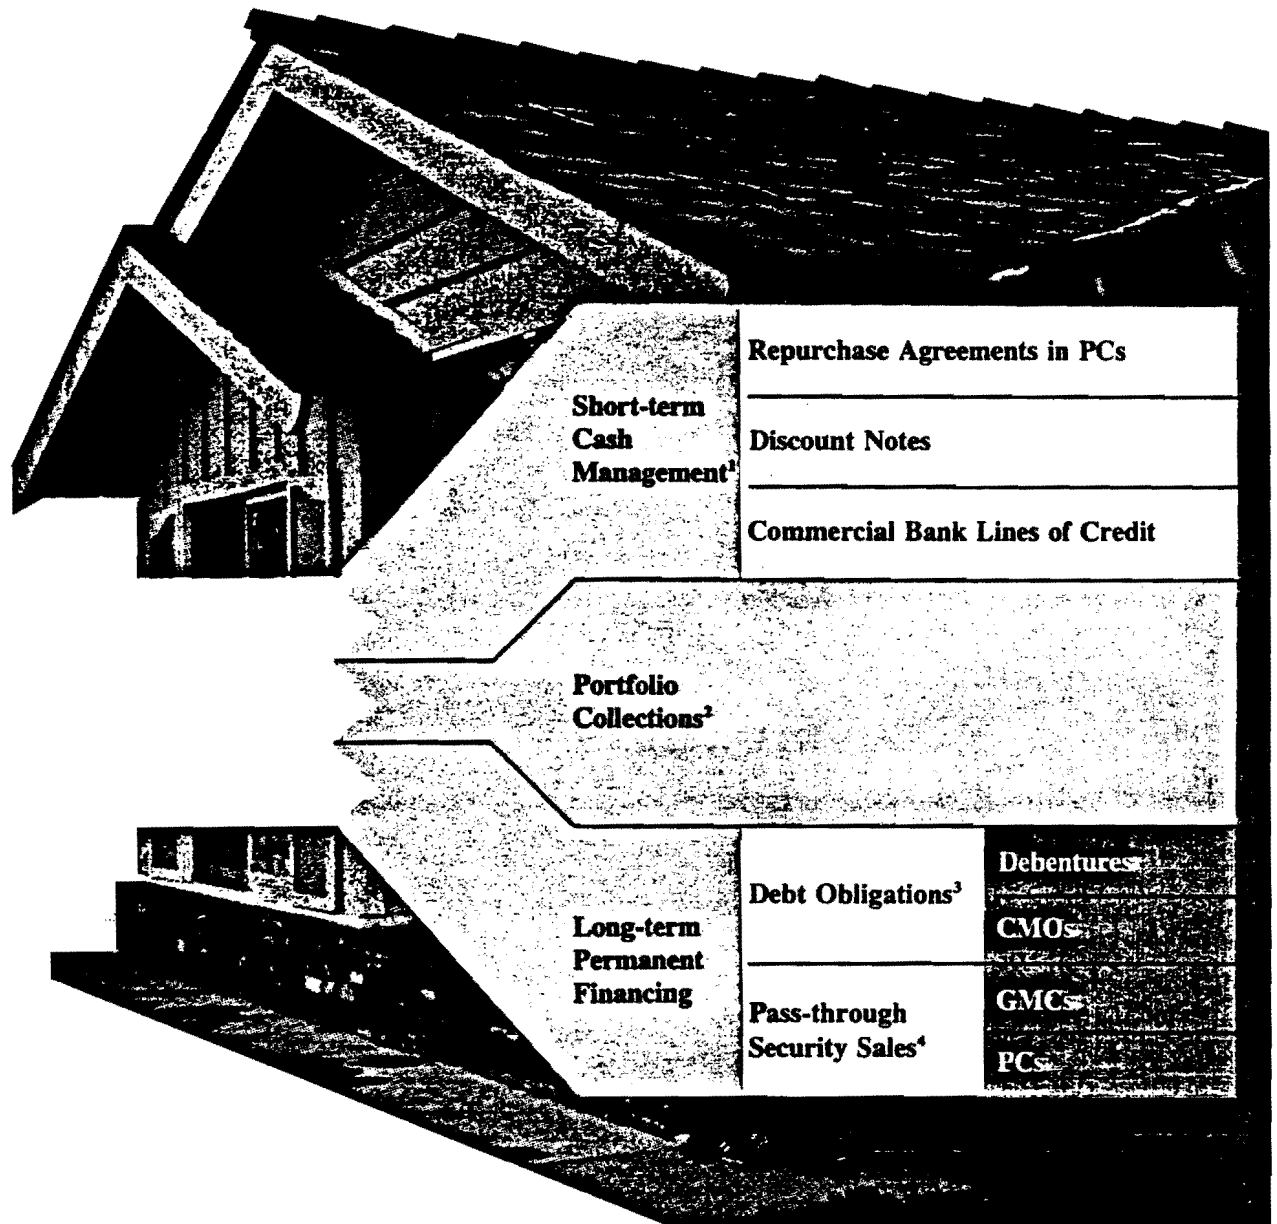 Repurchase Agreements in PCs
Short-term
Cash
Management¹
Discount Notes
Commercial Bank Lines of Credit
Portfolio
Collections²
Debentures
Debt Obligations³
CMOs
Long-term
Permanent
Financing
GMCs
Pass-through
Security Sales⁴
PCs